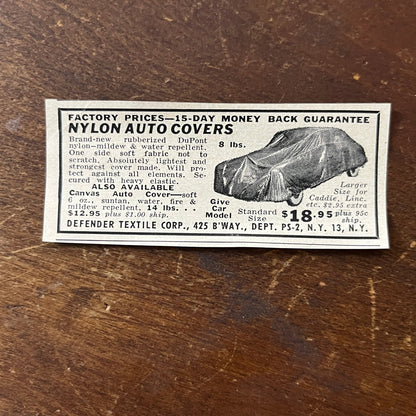 FACTORY PRICES—15-DAY MONEY BACK GUARANTEE
NYLON AUTO COVERS
Brand-new rubberized DuPont
nylon-mildew & water repellent.
One side soft fabric not to
scratch, Absolutely lightest and
strongest cover made. Will protect
against all elements. Secured
with heavy elastic.
8 lbs.
ALSO AVAILABLE
Canvas Auto Cover—soft
6 oz., suntan, water, fire &
mildew repellent. 14 lbs. . .
$12.95 plus $1.00 ship.
Give
Car
Model
Standard
Size
$18.95 plus 95c
ship.
Larger
Size for
Caddie, Linc.
etc. $2.95 extra
DEFENDER TEXTILE CORP., 425 B'WAY., DEPT. PS-2, N.Y. 13, N.Y.